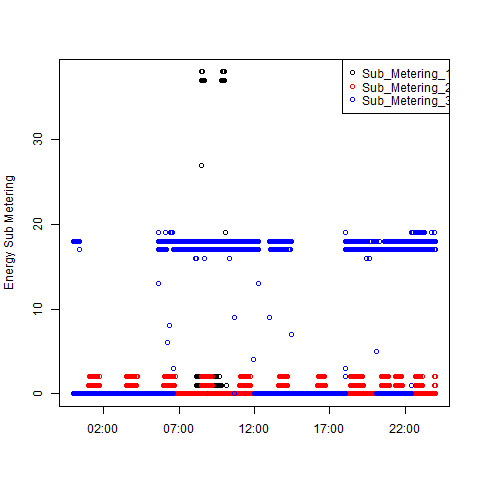 Sub_Metering_1
Sub_Metering_2
Sub_Metering_3
Energy Sub Metering
30
20
10
0
02:00 07:00 12:00 17:00 22:00